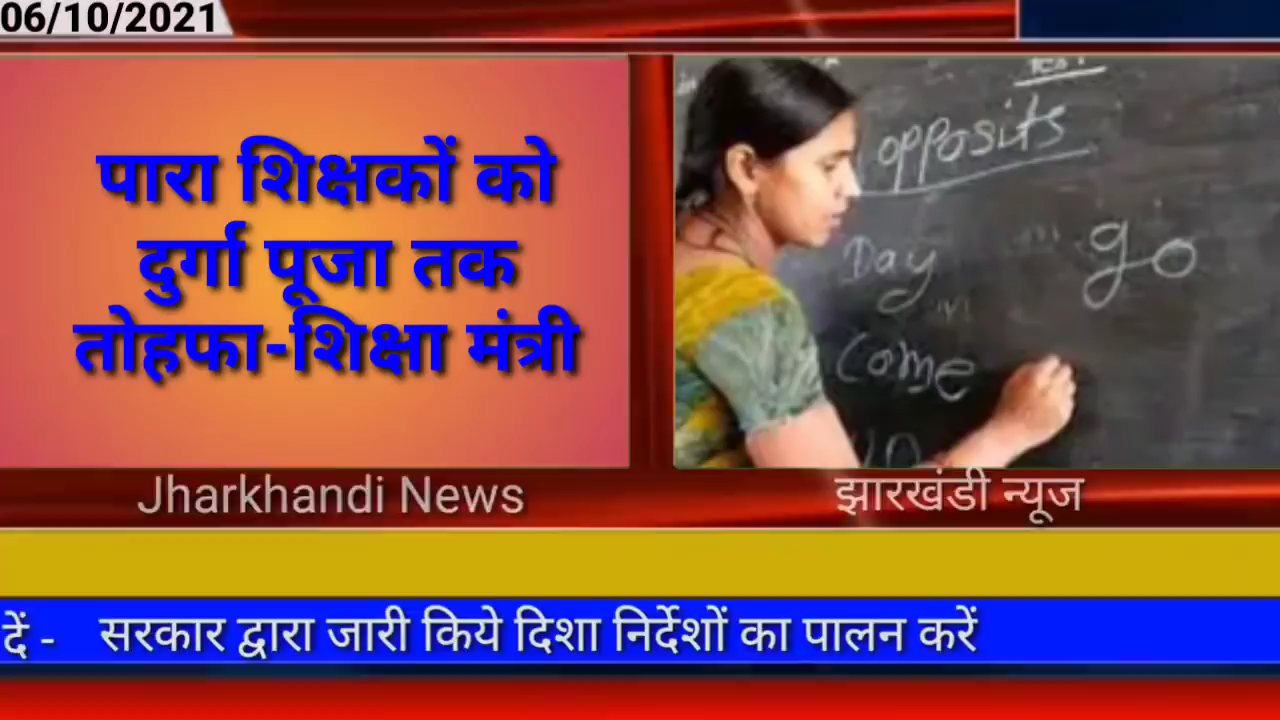 06/10/2021
पारा शिक्षकों को
दुर्गा पूजा तक
तोहफा-शिक्षा मंत्री
opposits
Day
go
Come
Jharkhandi News
झारखंडी न्यूज
दें - सरकार द्वारा जारी किये दिशा निर्देशों का पालन करें